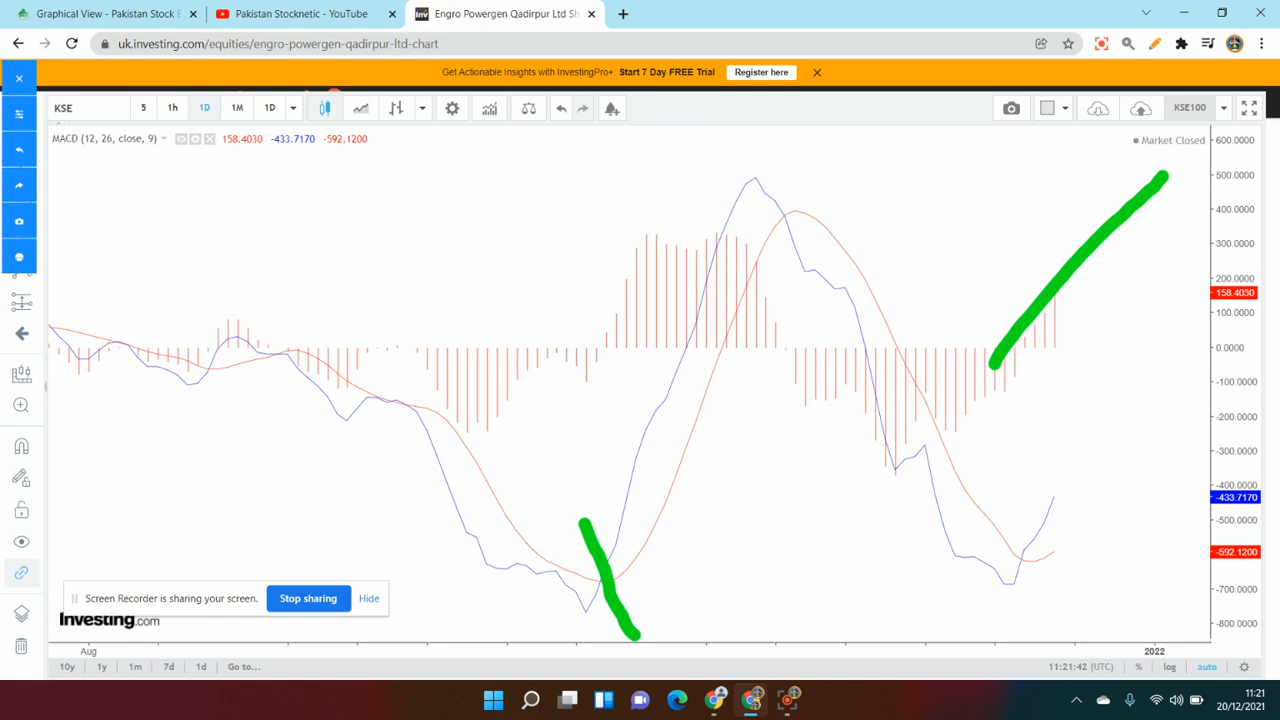 Graphical View - Pakistan Stock E
Pakistan Stocknetic - YouTube
Engro Powergen Qadirpur Ltd Sh
uk.investing.com/equities/engro-powergen-qadirpur-ltd-chart
Get Actionable Insights with InvestingPro+: Start 7 Day FREE Trial
Register here
KSE
5
1h
1D
1M
1D
KSE100
MACD (12, 26, close, 9)
158.4030
-433.7170
-592.1200
Market Closed
600.0000
500.0000
400.0000
300.0000
200.0000
158.4030
100.0000
0.0000
-100.0000
-200.0000
-300.0000
-400.0000
-433.7170
-500.0000
-592.1200
-700.0000
-800.0000
Screen Recorder is sharing your screen.
Stop sharing
Hide
Investing.com
Aug
2022
10y
1y
1m
7d
1d
Go to...
11:21:42 (UTC)
%
log
auto
11:21
20/12/2021